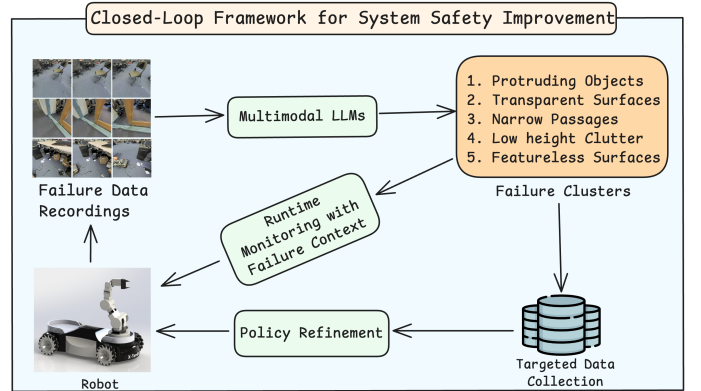 Closed-Loop Framework for System Safety Improvement
Multimodal LLMs
1. Protruding Objects
2. Transparent Surfaces
3. Narrow Passages
4. Low height Clutter
5. Featureless Surfaces
Failure Data
Recordings
Failure Clusters
Runtime
Monitoring with
Failure Context
Policy Refinement
Robot
Targeted Data
Collection